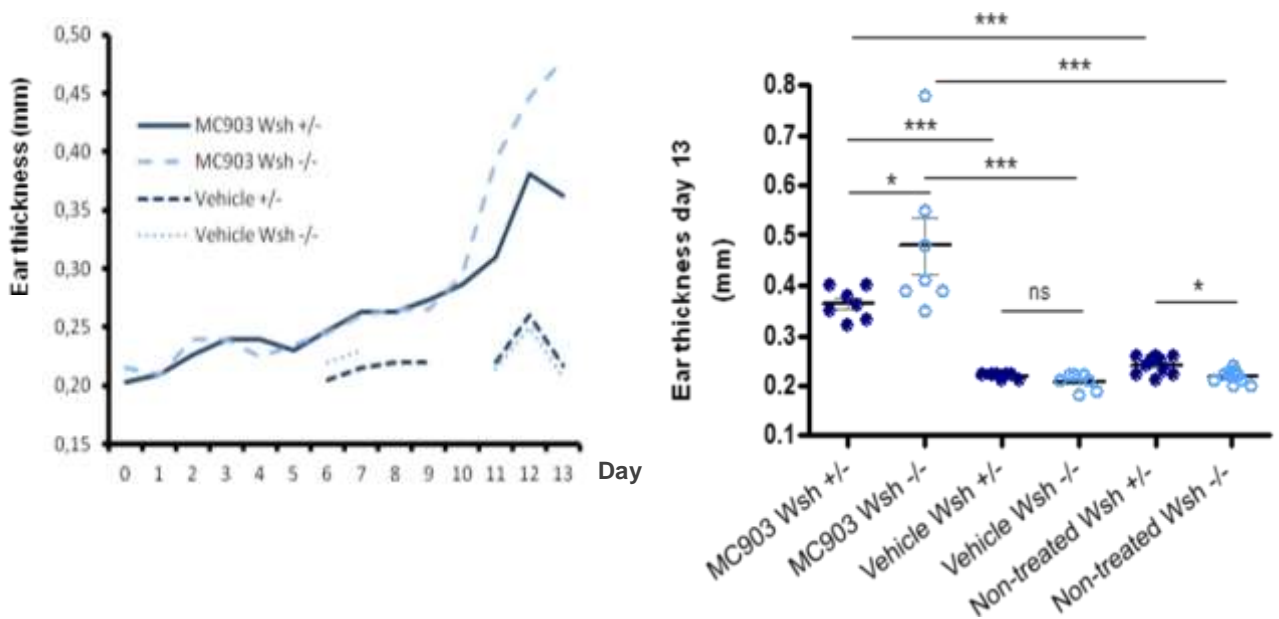 0,50
0,45
0,40
0,35
0,30
0,25
0,20
0,15
Ear thickness (mm)
MC903 Wsh +/-
MC903 Wsh -/-
Vehicle +/-
Vehicle Wsh -/-
0 1 2 3 4 5 6 7 8 9 10 11 12 13
Day
***
***
***
***
*
ns
*
0.8
0.7
0.6
0.5
0.4
0.3
0.2
0.1
Ear thickness day 13
(mm)
MC903 Wsh +/-
MC903 Wsh -/-
Vehicle Wsh +/-
Vehicle Wsh -/-
Non-treated Wsh +/-
Non-treated Wsh -/-